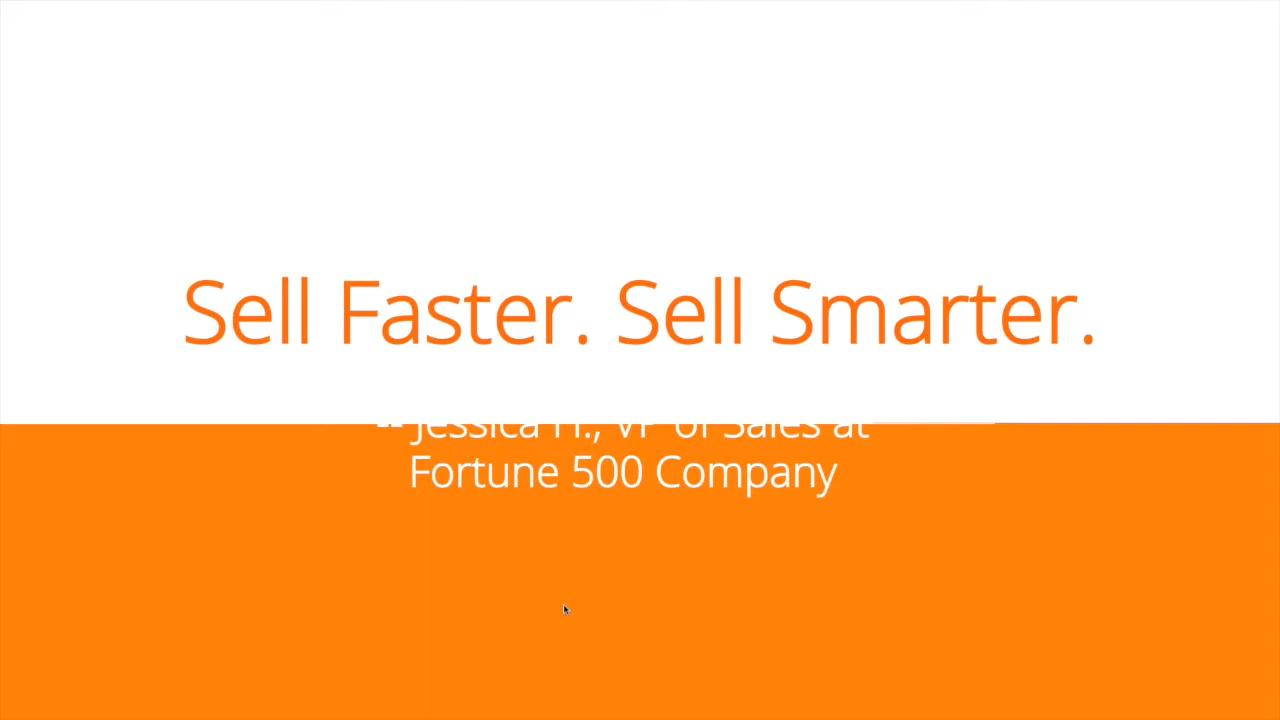 Sell Faster. Sell Smarter.
-- Jessica H., VP of Sales at
Fortune 500 Company